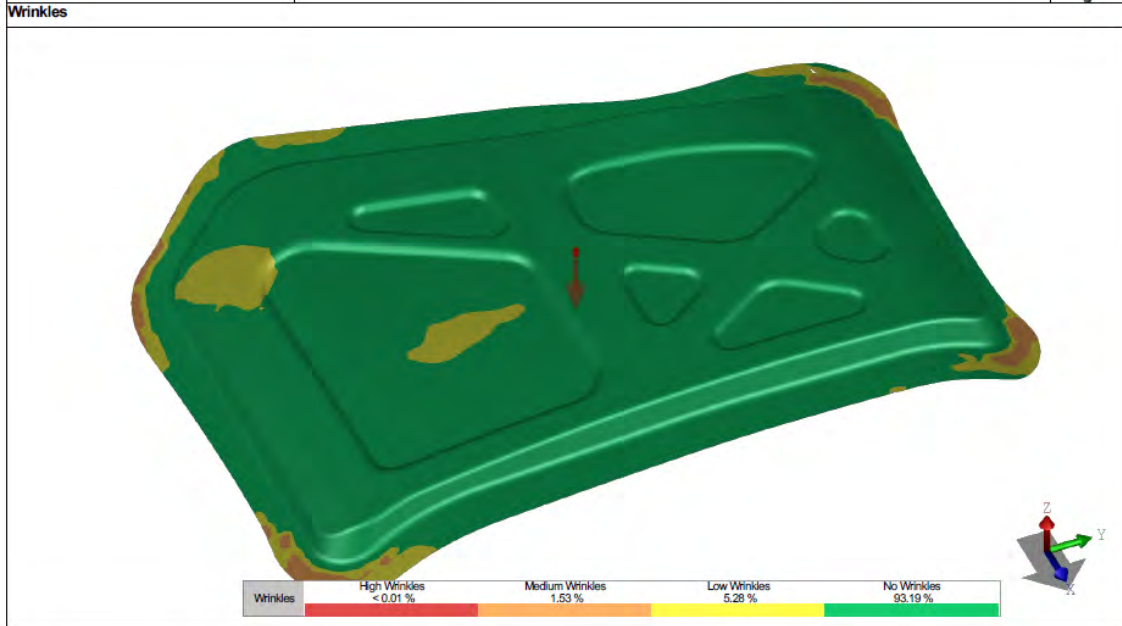 Wrinkles
Z
Y
X
Wrinkles
High Wrinkles
< 0.01 %
Medium Wrinkles
1.53 %
Low Wrinkles
5.28 %
No Wrinkles
93.19 %